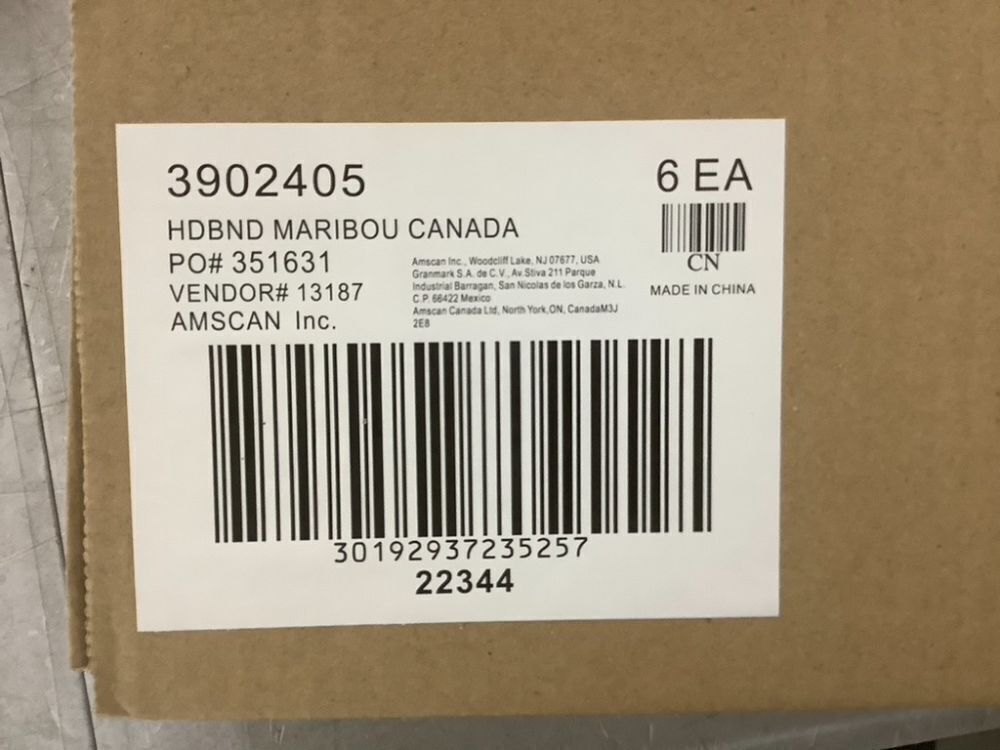 3902405
6 EA
HDBND MARIBOU CANADA
CN
PO# 351631
MADE IN CHINA
VENDOR# 13187
AMSCAN Inc.
Amscan Inc., Woodcliff Lake, NJ 07677, USA
Granmark S.A. de C.V., Av.Stiva 211 Parque
Industrial Barragan, San Nicolas de los Garza, N.L.
C.P. 66422 Mexico
Amscan Canada Ltd, North York,ON, CanadaM3J
2E8
30192937235257
22344